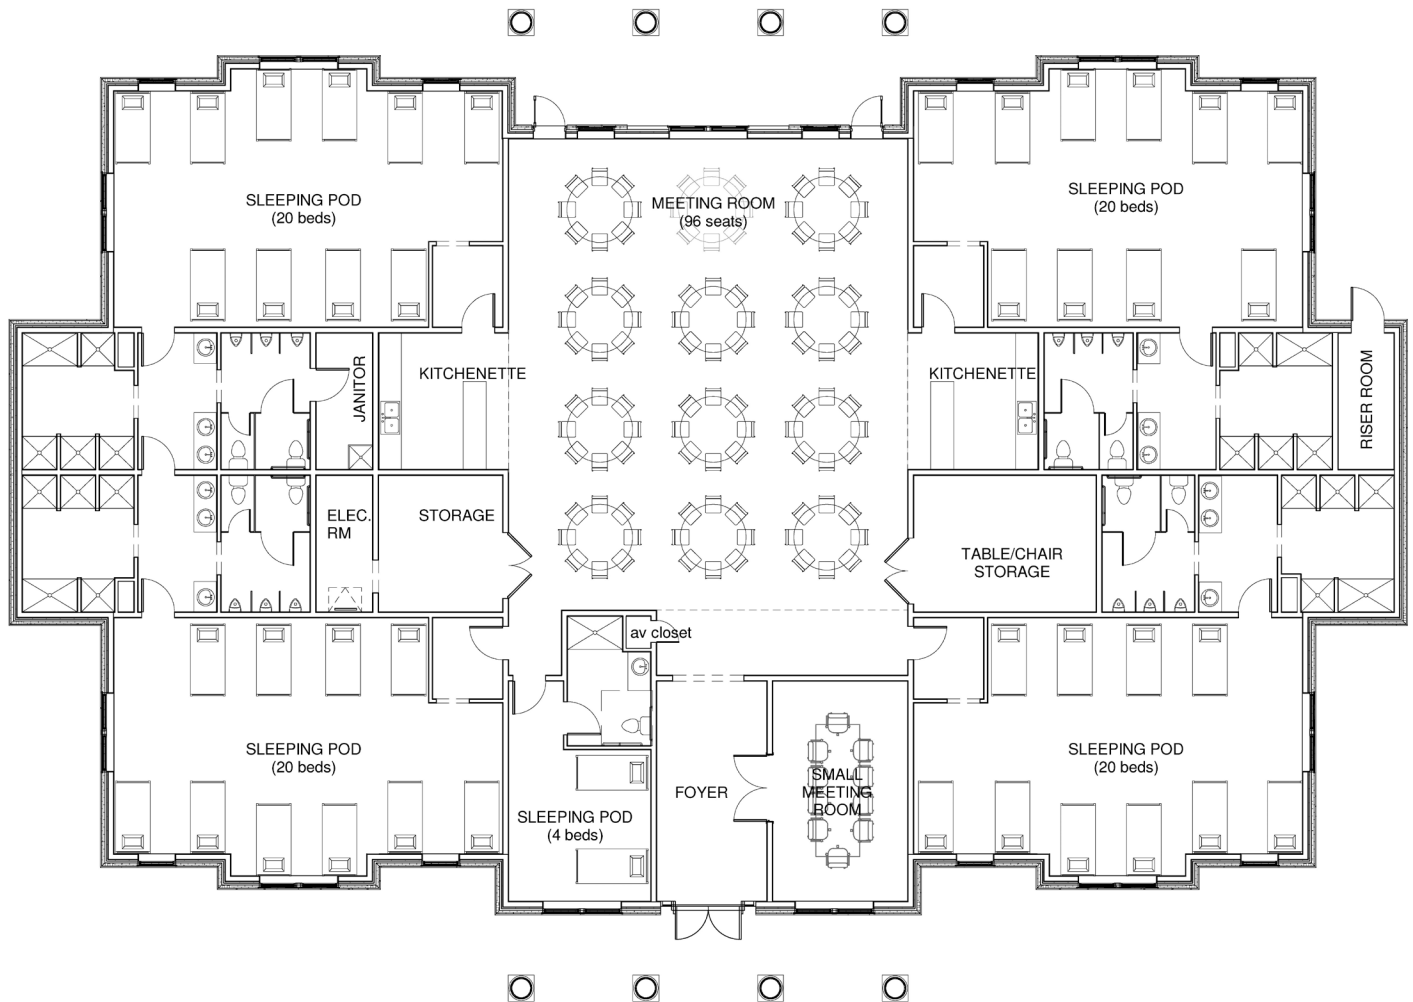 SLEEPING POD
(20 beds)
MEETING ROOM
(96 seats)
SLEEPING POD
(20 beds)
JANITOR
KITCHENETTE
KITCHENETTE
RISER ROOM
ELEC.
RM
STORAGE
TABLE/CHAIR
STORAGE
av closet
SLEEPING POD
(20 beds)
SLEEPING POD
(4 beds)
FOYER
SMALL
MEETING
ROOM
SLEEPING POD
(20 beds)